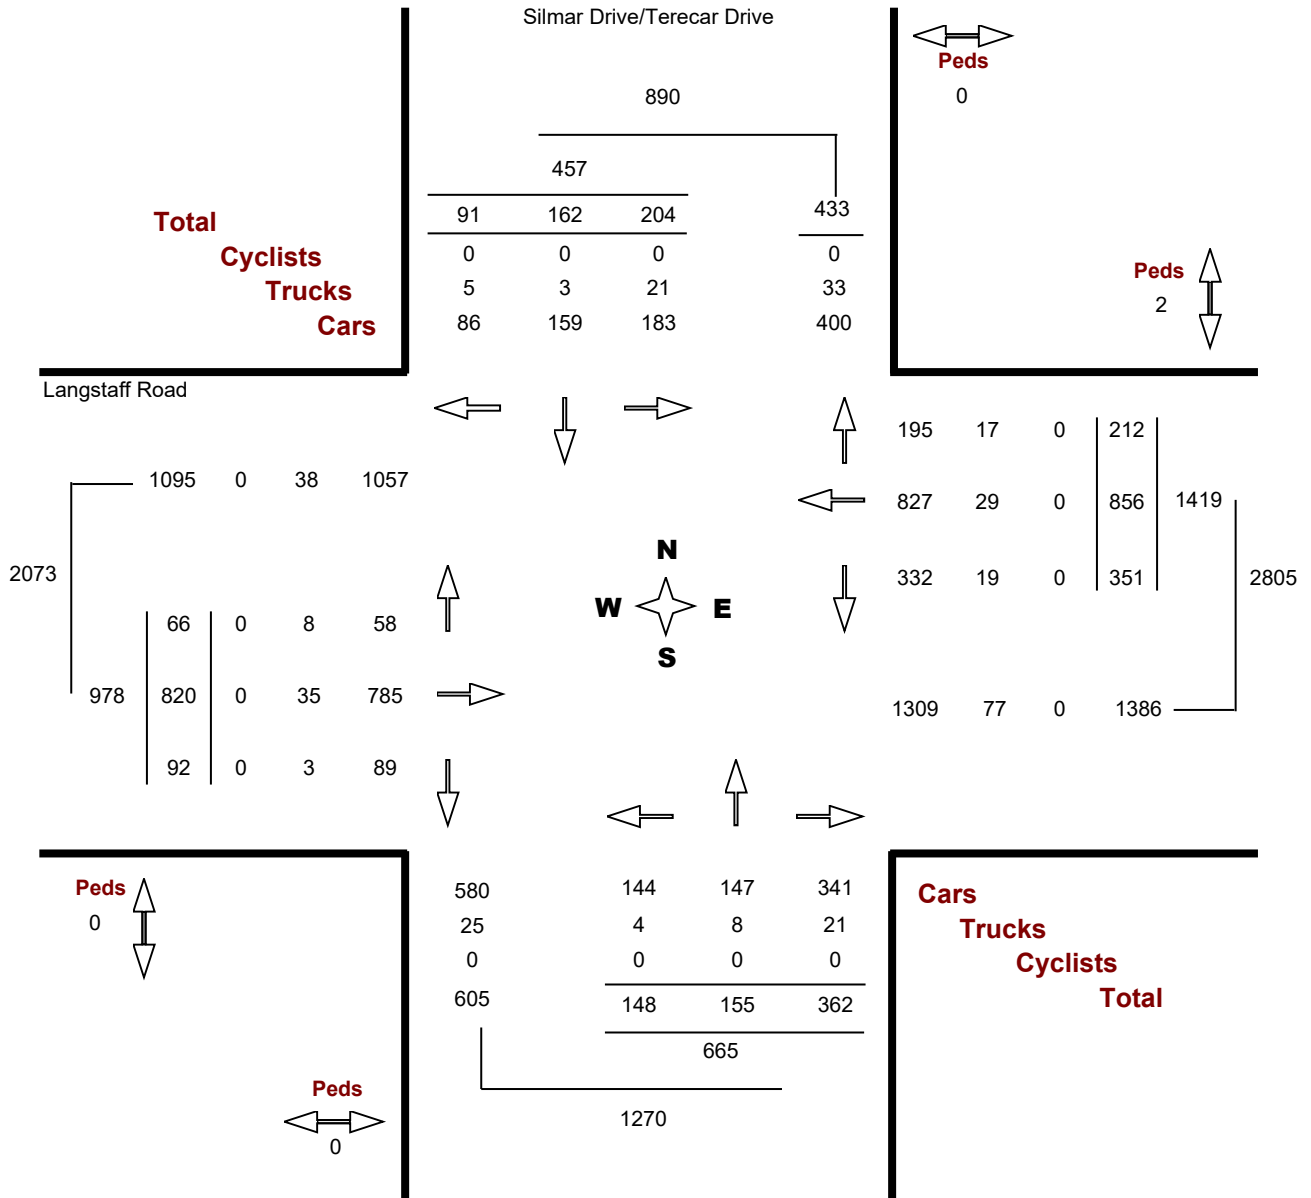 Silmar Drive/Terecar Drive
Peds
0
890
457
Total 91 162 204 433
Cyclists 0 0 0 0
Trucks 5 3 21 33
Cars 86 159 183 400
Peds
2
Langstaff Road
195 17 0 212
1095 0 38 1057
827 29 0 856 1419
2073
N
W E
S
332 19 0 351 2805
66 0 8 58
978 820 0 35 785
1309 77 0 1386
92 0 3 89
Peds
0
580 144 147 341 Cars
25 4 8 21 Trucks
0 0 0 0 Cyclists
605 148 155 362 Total
665
Peds
0
1270